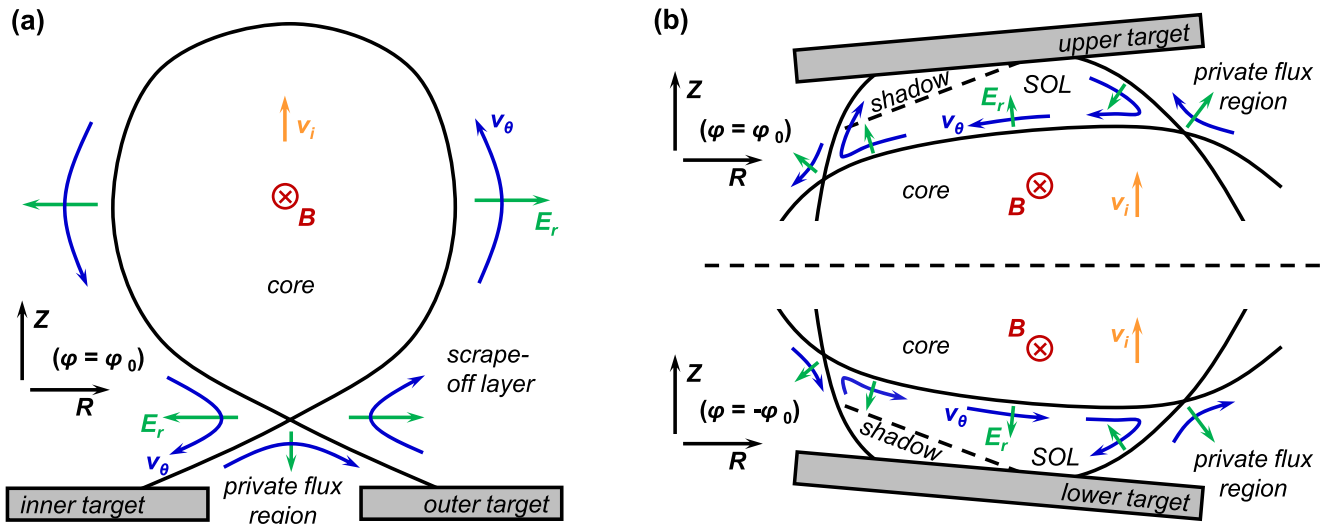 (a)
v_i
v_θ
B
E_r
core
Z
(φ = φ_0)
R
scrape-
off layer
E_r
v_θ
inner target
private flux
region
outer target
(b)
upper target
Z
shadow
SOL
private flux
region
E_r
(φ = φ_0)
v_θ
R
core
B
v_i
B
core
v_i
Z
(φ = -φ_0)
v_θ
E_r
R
shadow
SOL
private flux
region
lower target